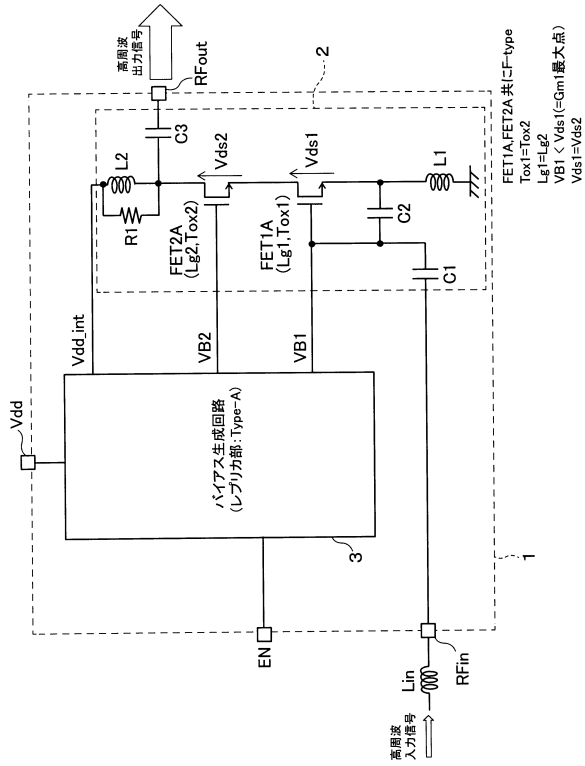 高周波
出力信号
RFout
2
C3
L2
R1
Vds2
FET2A
(Lg2,Tox2)
Vds1
FET1A
(Lg1,Tox1)
L1
C2
C1
FET1A,FET2A 共にF-type
Tox1=Tox2
Lg1=Lg2
VB1 < Vds1(=Gm1最大点)
Vds1=Vds2
Vdd_int
VB2
VB1
Vdd
バイアス生成回路
(レプリカ部:Type-A)
3
1
EN
RFin
Lin
高周波
入力信号